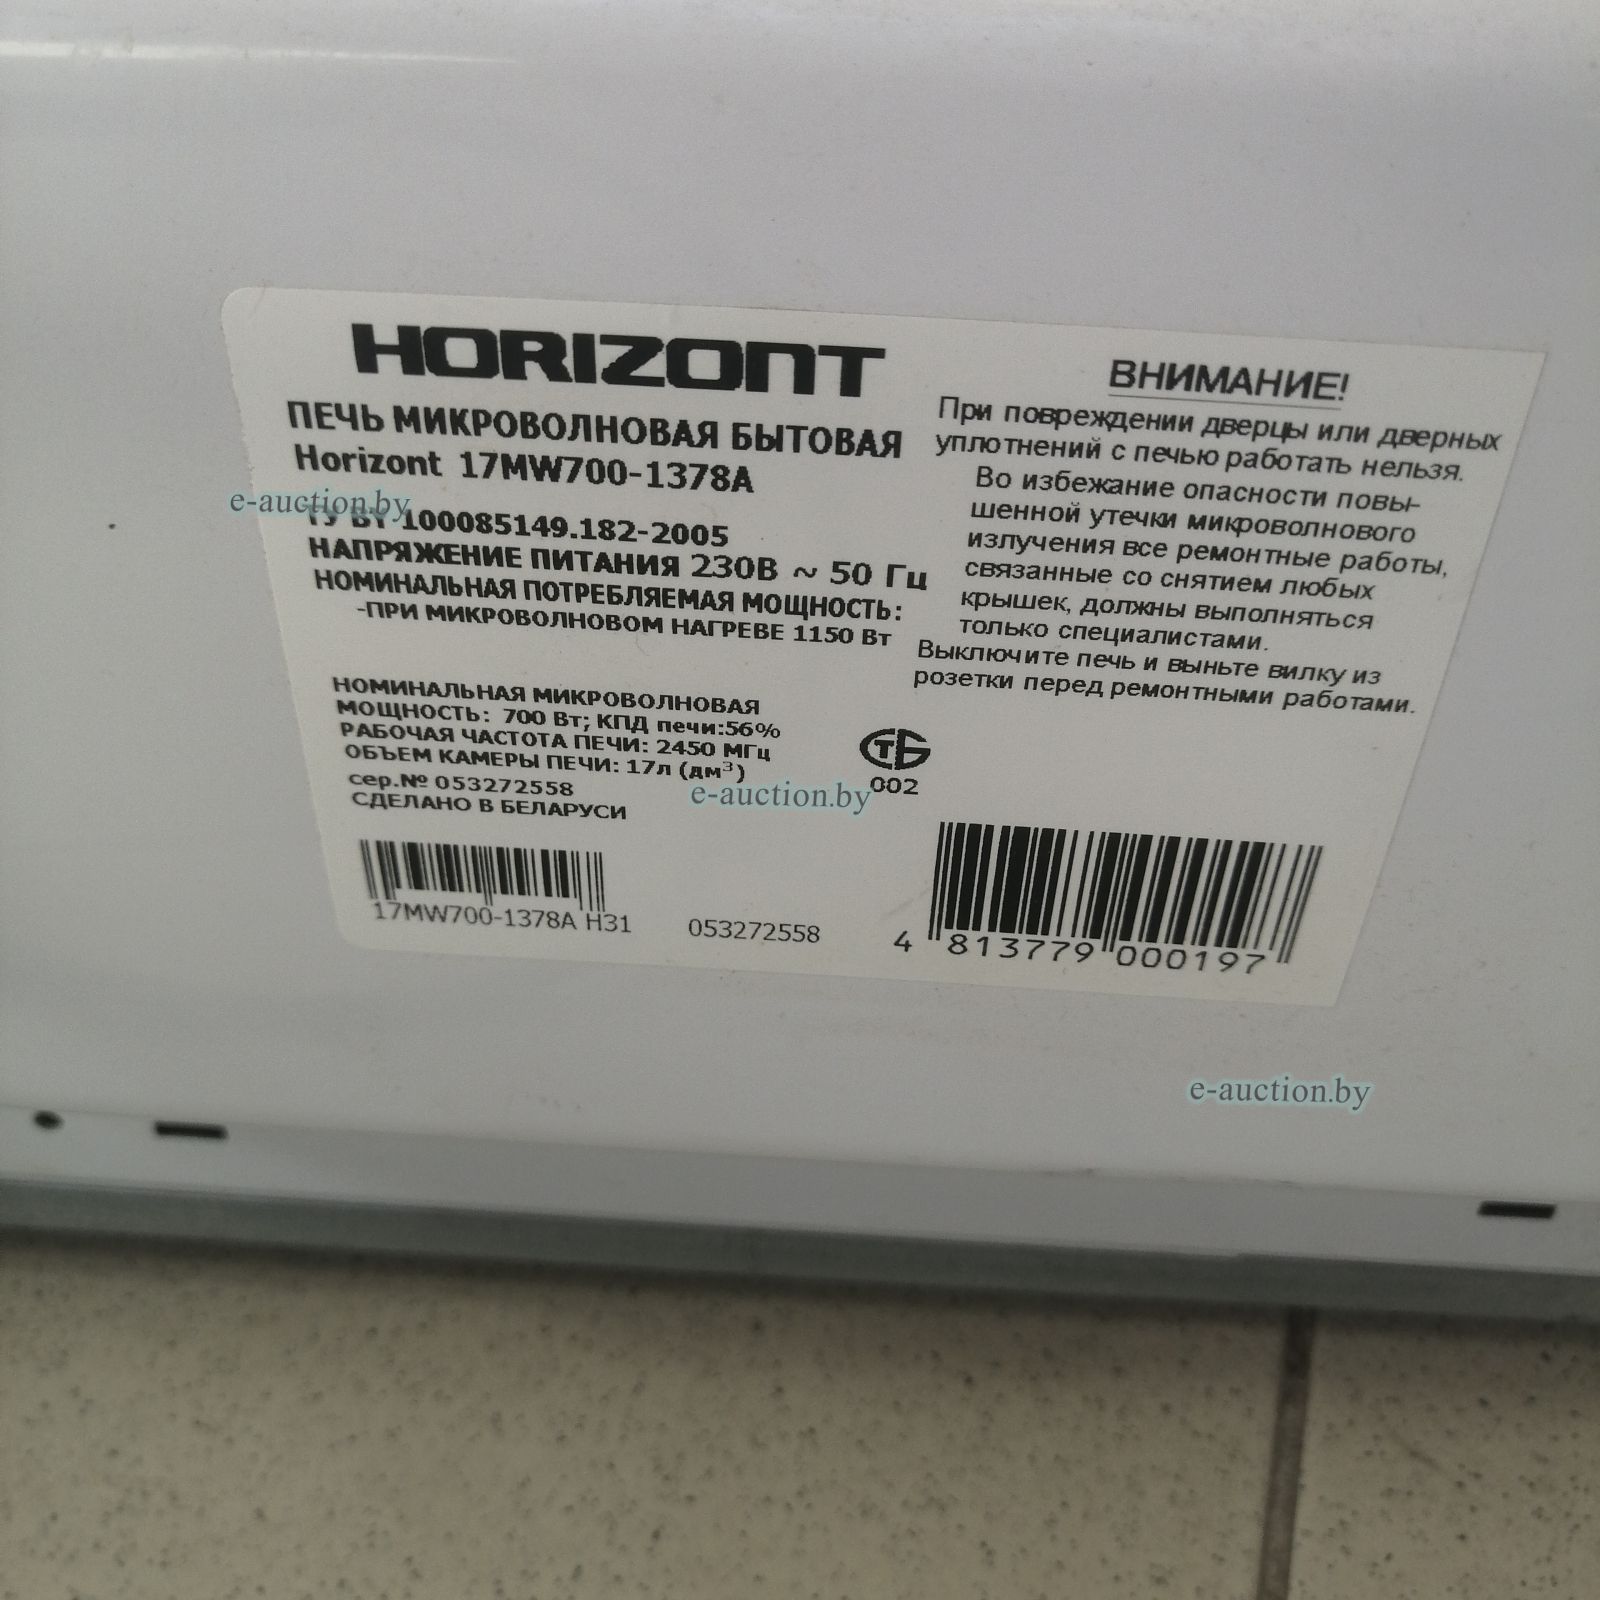 HORIZONT
ПЕЧЬ МИКРОВОЛНОВАЯ БЫТОВАЯ
Horizont 17MW700-1378A
e-auction.by
ТУ BY 100085149.182-2005
НАПРЯЖЕНИЕ ПИТАНИЯ 230В ~ 50 Гц
НОМИНАЛЬНАЯ ПОТРЕБЛЯЕМАЯ МОЩНОСТЬ:
-ПРИ МИКРОВОЛНОВОМ НАГРЕВЕ 1150 Вт
НОМИНАЛЬНАЯ МИКРОВОЛНОВАЯ
МОЩНОСТЬ: 700 Вт; КПД печи:56%
РАБОЧАЯ ЧАСТОТА ПЕЧИ: 2450 МГц
ОБЪЕМ КАМЕРЫ ПЕЧИ: 17л (дм³)
сер.№ 053272558
СДЕЛАНО В БЕЛАРУСИ
17MW700-1378A H31
053272558
ВНИМАНИЕ!
При повреждении дверцы или дверных
уплотнений с печью работать нельзя.
Во избежание опасности повы-
шенной утечки микроволнового
излучения все ремонтные работы,
связанные со снятием любых
крышек, должны выполняться
только специалистами.
Выключите печь и выньте вилку из
розетки перед ремонтными работами.
СТБ
002
e-auction.by
4 813779 000197
e-auction.by